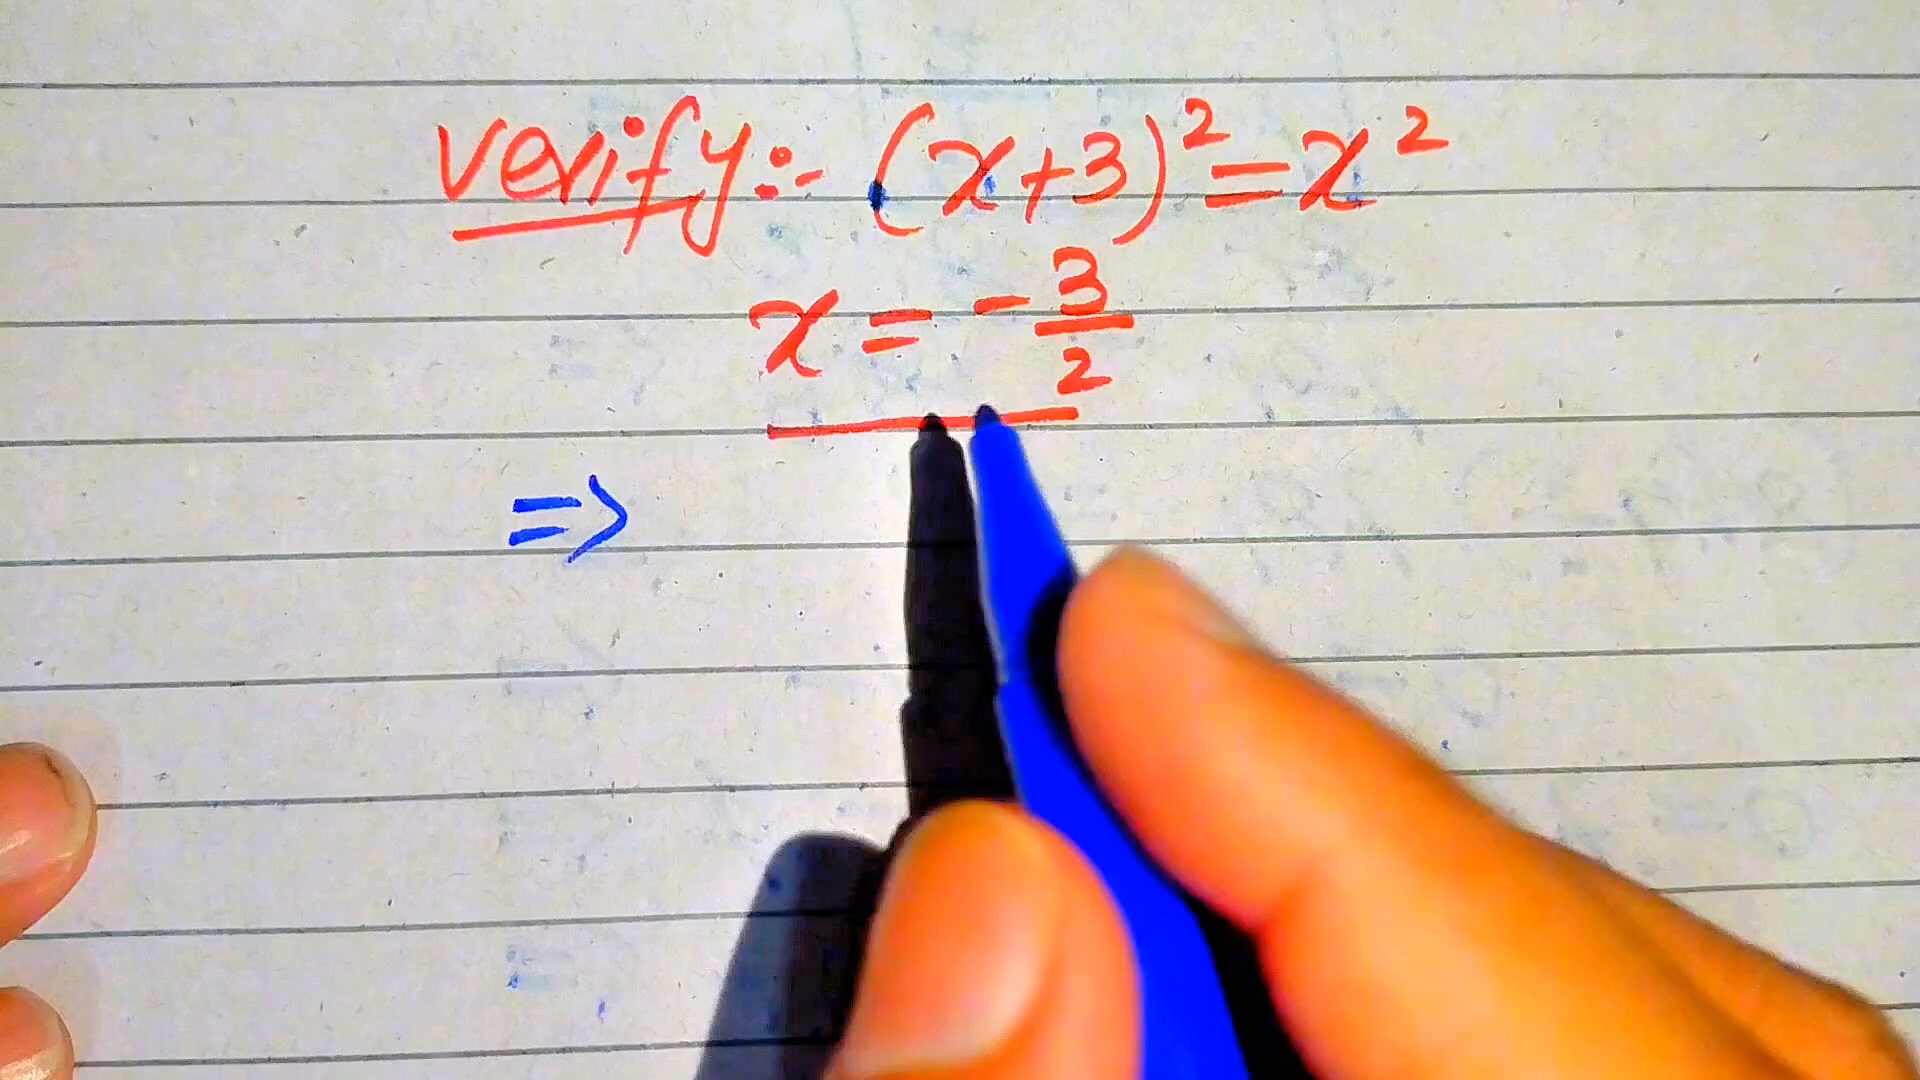 verify:- (x+3)²=x²
x = -3/2
=>